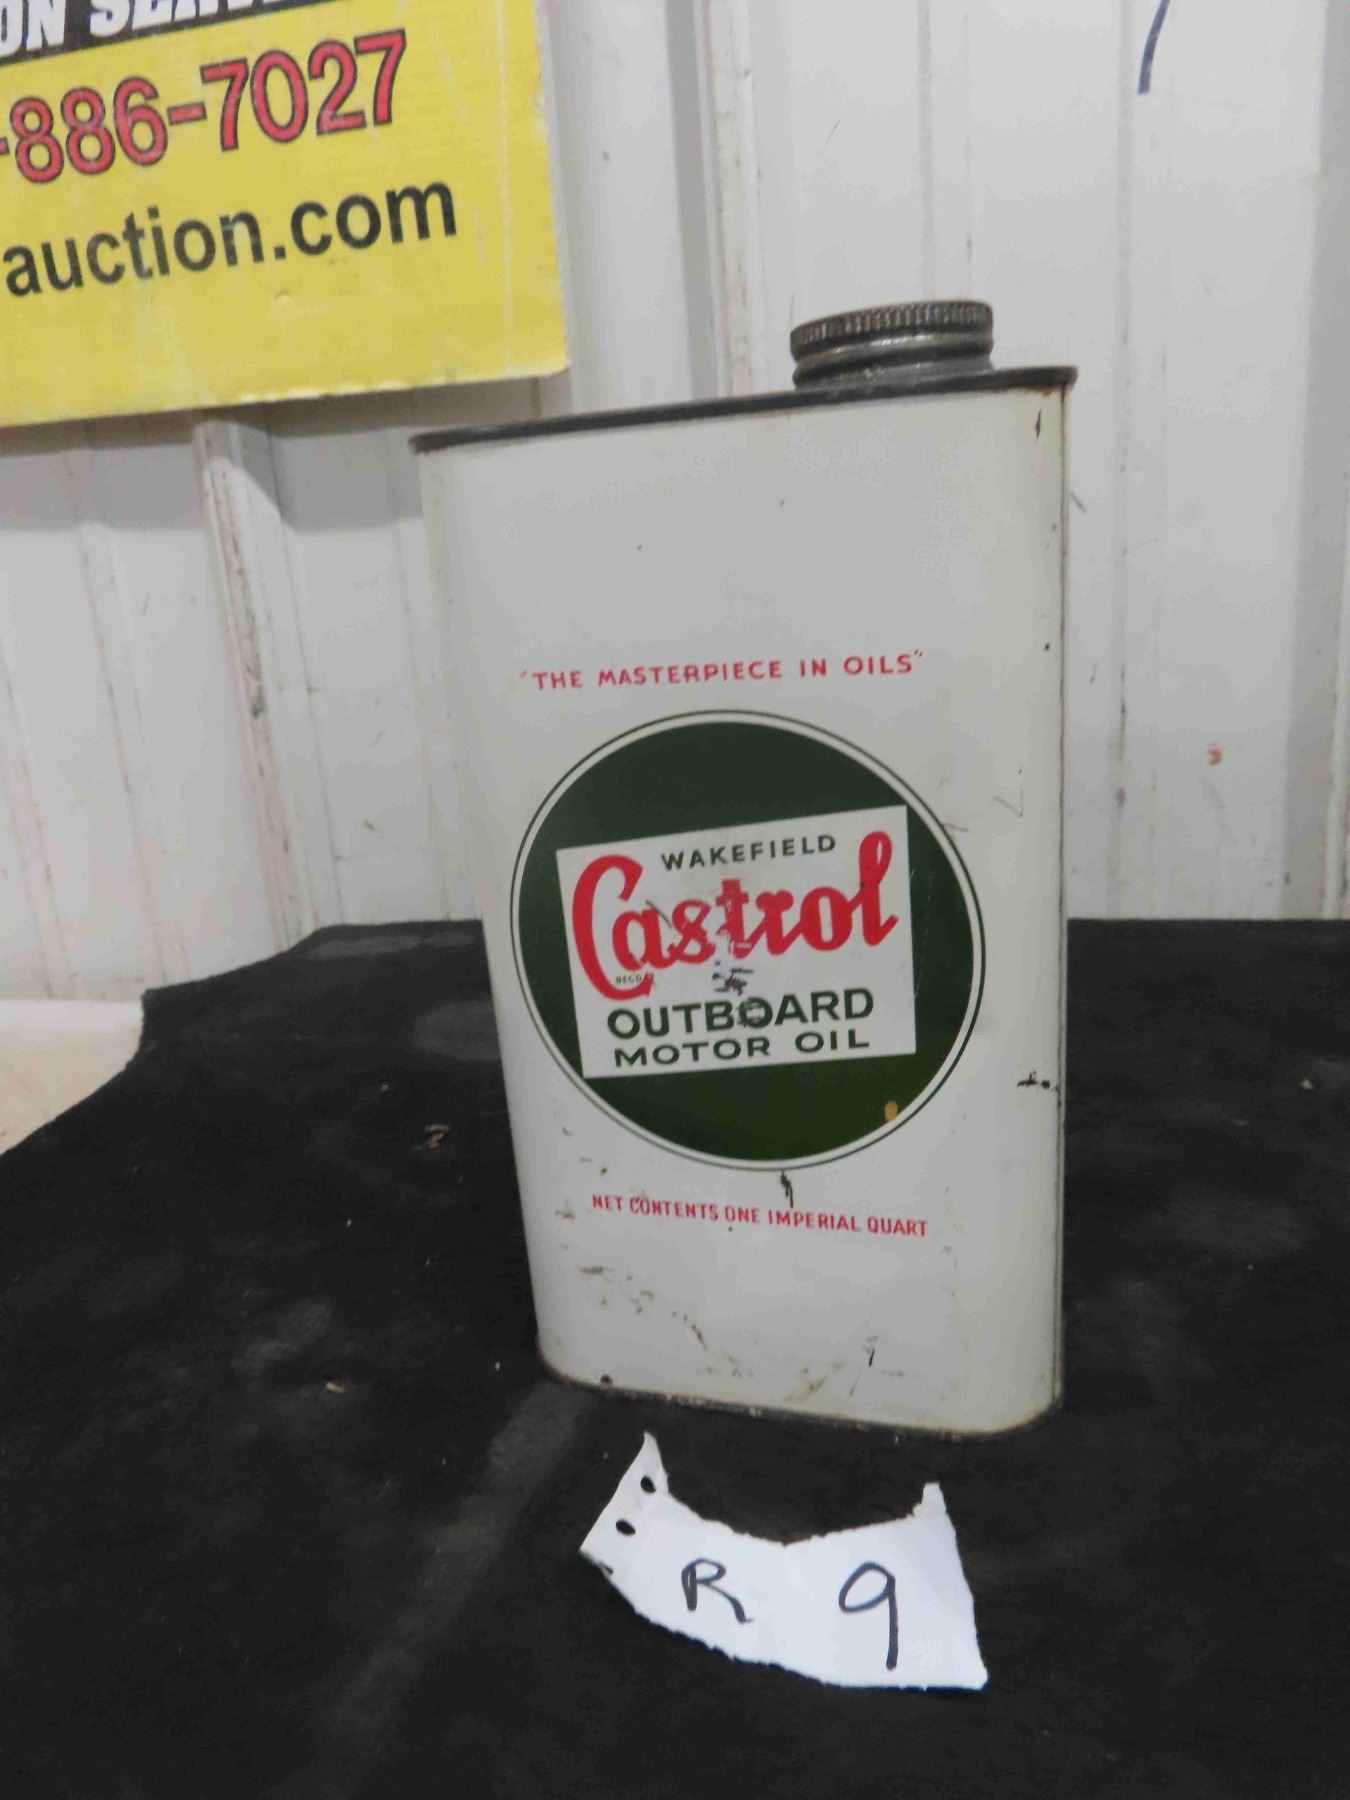 -886-7027
auction.com
"THE MASTERPIECE IN OILS"
WAKEFIELD
Castrol
REGD
OUTBOARD
MOTOR OIL
NET CONTENTS ONE IMPERIAL QUART
R 9